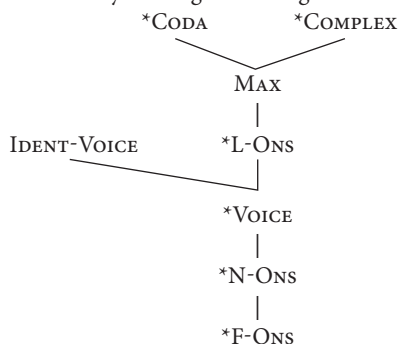 *Coda *Complex
Max
Ident-Voice *L-Ons
*Voice
*N-Ons
*F-Ons